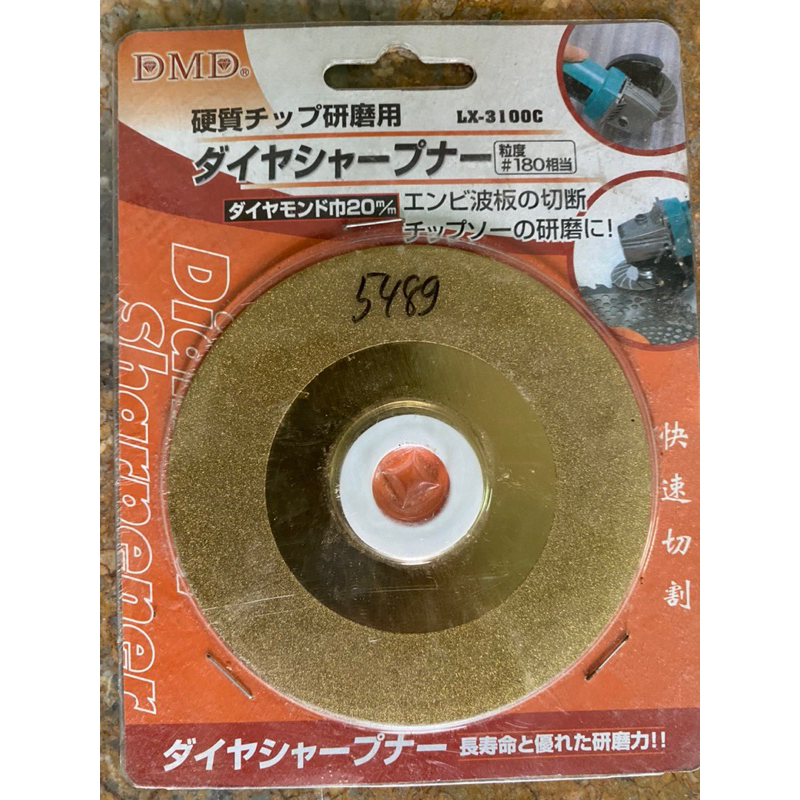 DMD®
硬質チップ研磨用 LX-3100C
ダイヤシャープナー 粒度 #180相当
ダイヤモンド巾20m/m
エンビ波板の切断
チップソーの研磨に!
5489
Sharpener
快速切割
ダイヤシャープナー 長寿命と優れた研磨力!!